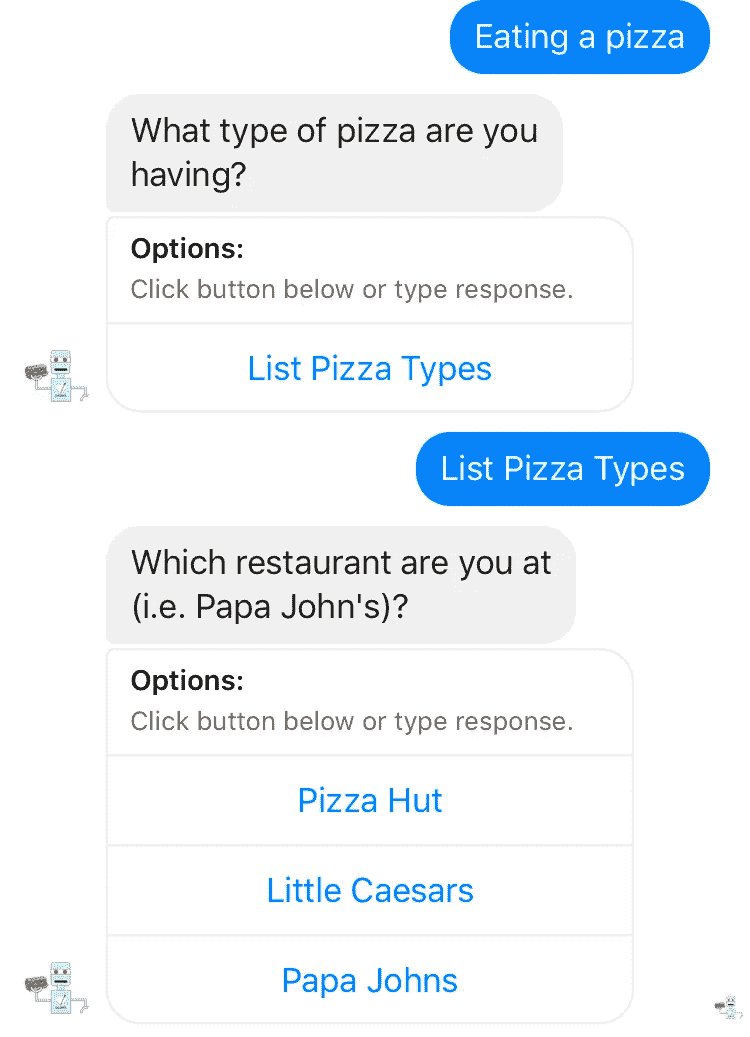 Eating a pizza
What type of pizza are you
having?
Options:
Click button below or type response.
List Pizza Types
List Pizza Types
Which restaurant are you at
(i.e. Papa John's)?
Options:
Click button below or type response.
Pizza Hut
Little Caesars
Papa Johns